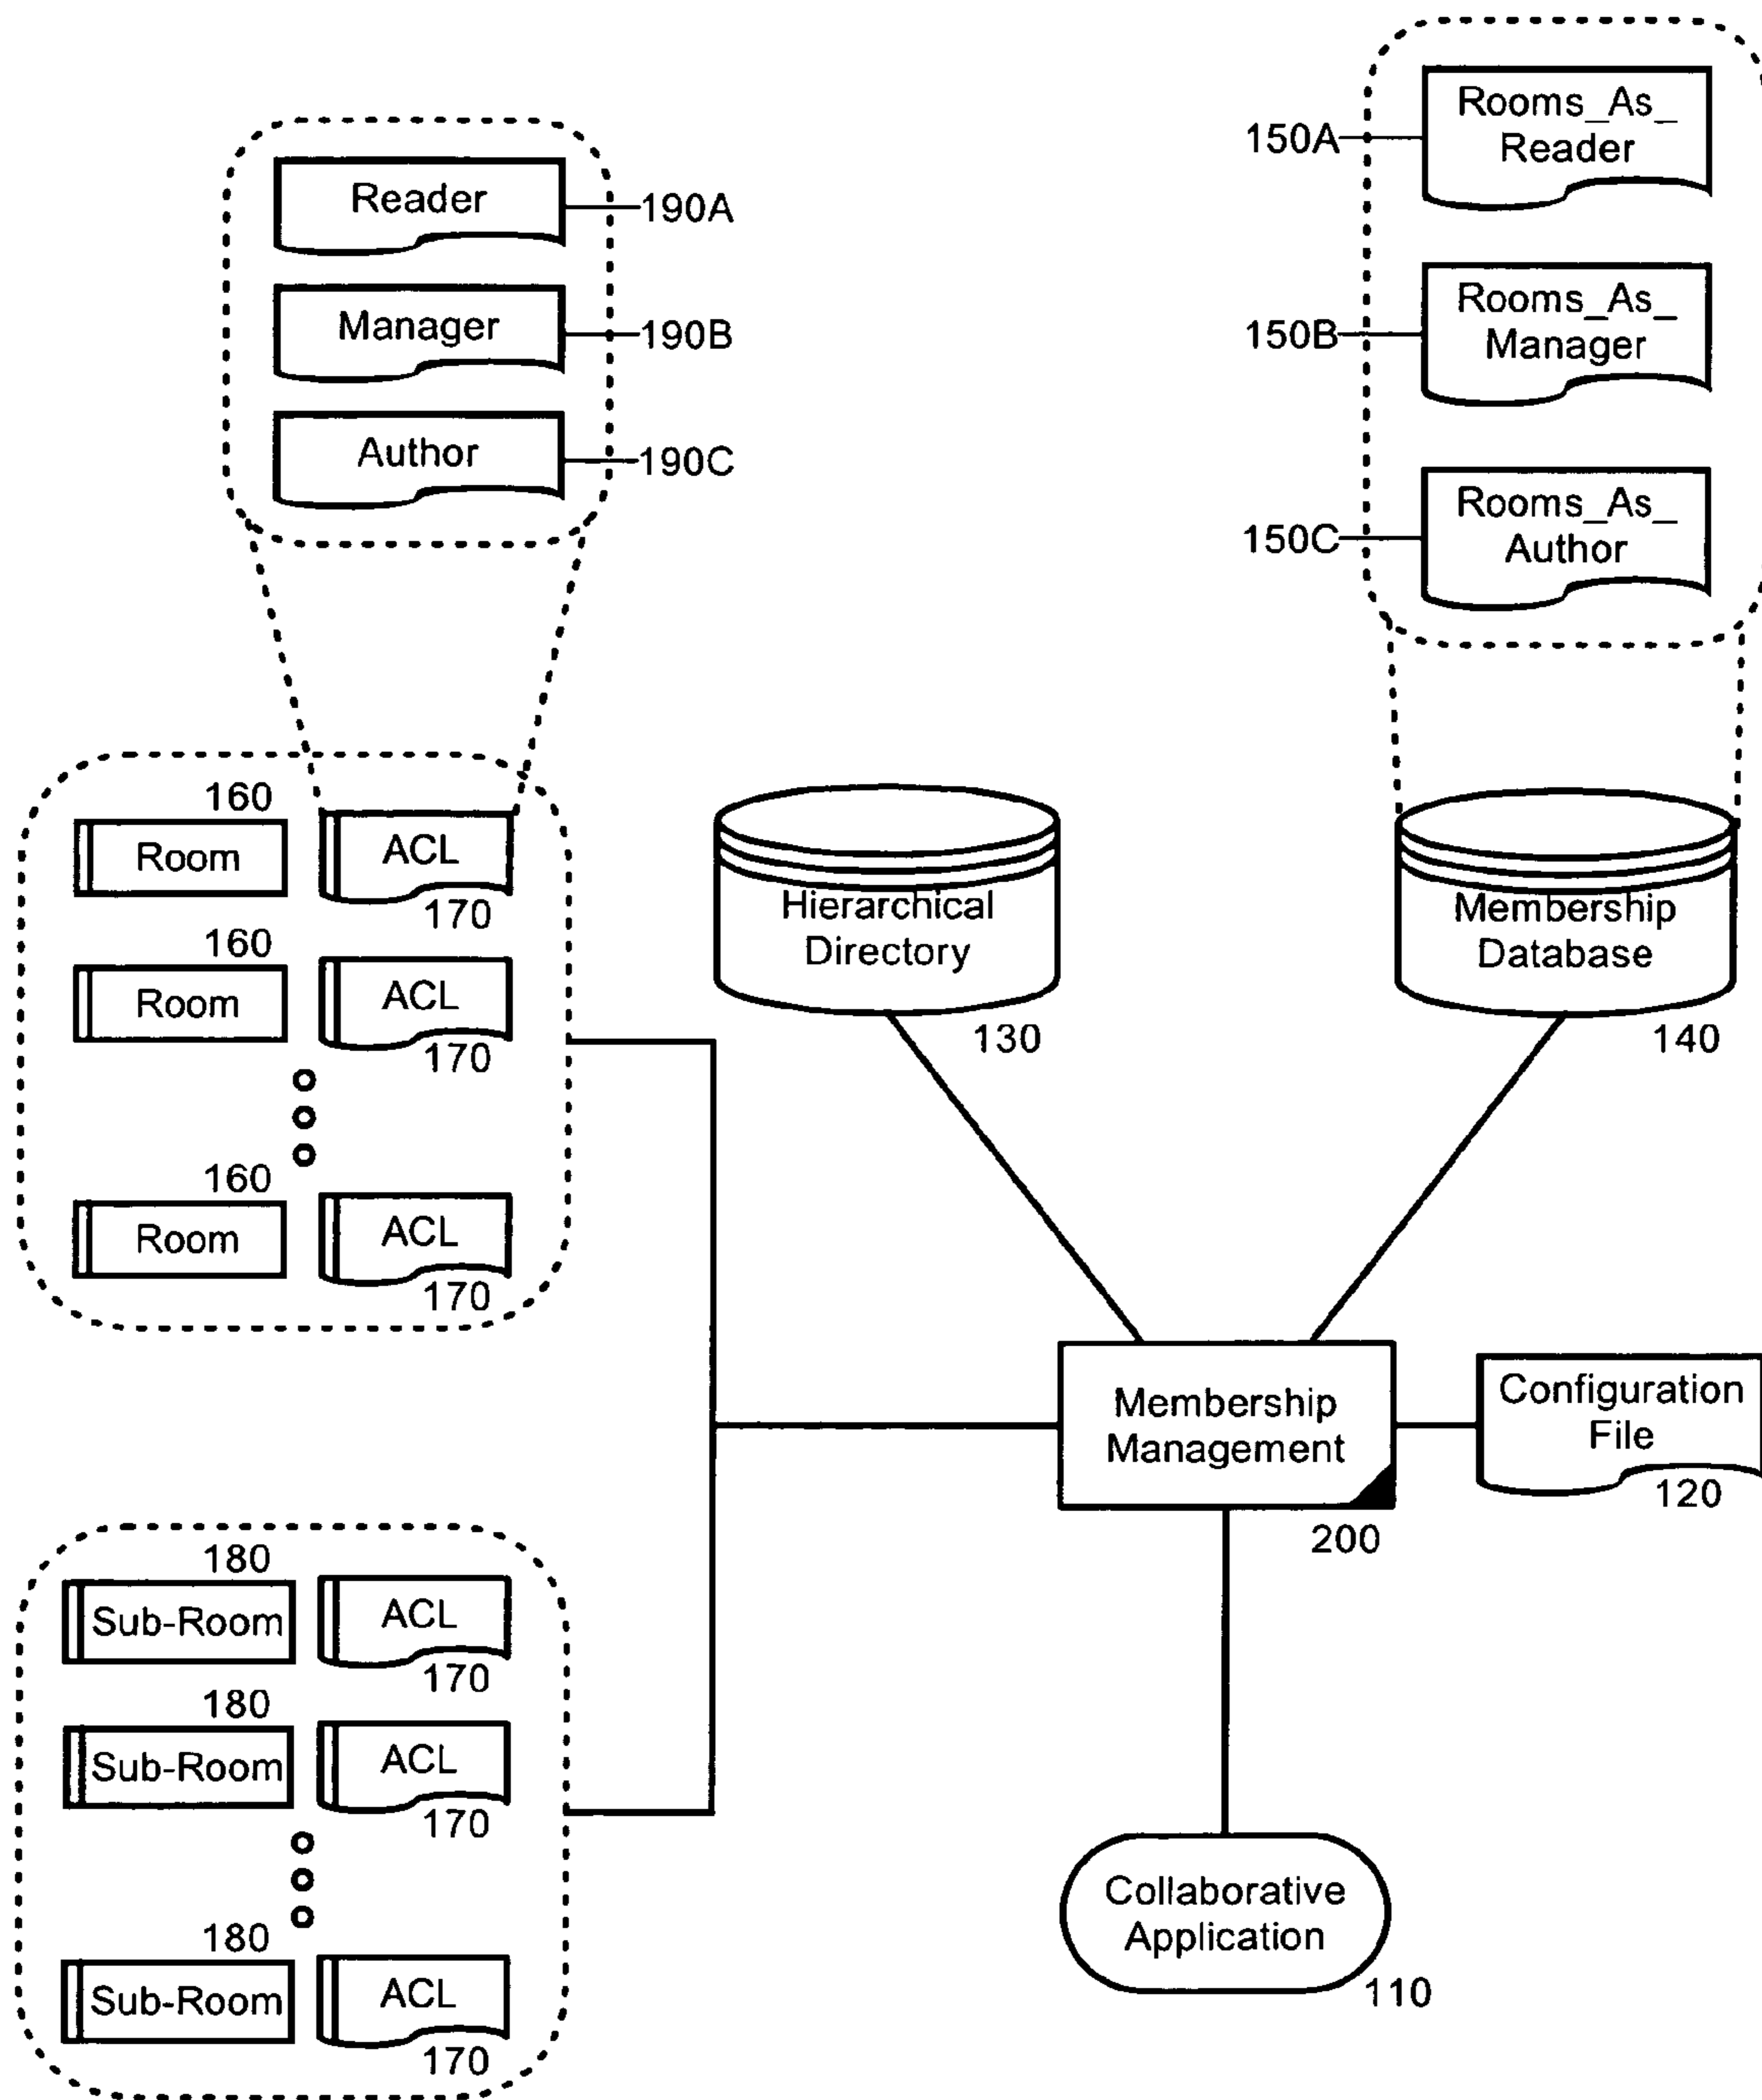 Rooms_As_
Reader
150A
Reader
190A
Rooms_As_
Manager
150B
Manager
190B
Rooms_As_
Author
150C
Author
190C
160
Room
ACL
170
160
Room
ACL
170
160
Room
ACL
170
Hierarchical
Directory
130
Membership
Database
140
Membership
Management
200
Configuration
File
120
180
Sub-Room
ACL
170
180
Sub-Room
ACL
170
180
Sub-Room
ACL
170
Collaborative
Application
110